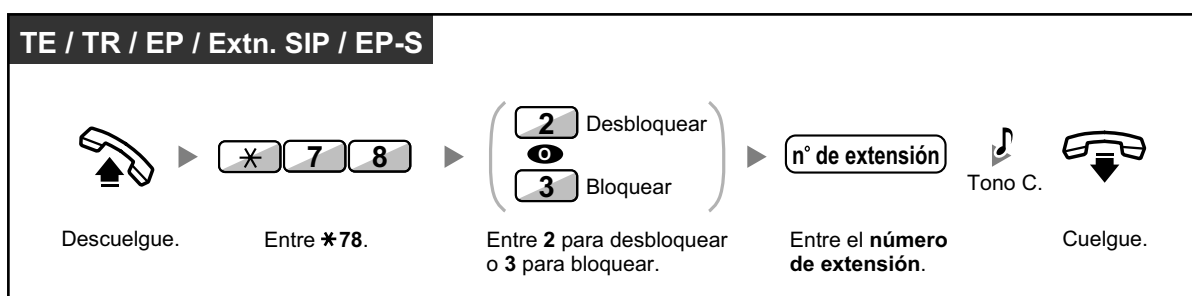 TE / TR / EP / Extn. SIP / EP-S
2 Desbloquear
O
3 Bloquear
* 7 8
n° de extensión
Tono C.
Descuelgue.
Entre *78.
Entre 2 para desbloquear
o 3 para bloquear.
Entre el número
de extensión.
Cuelgue.